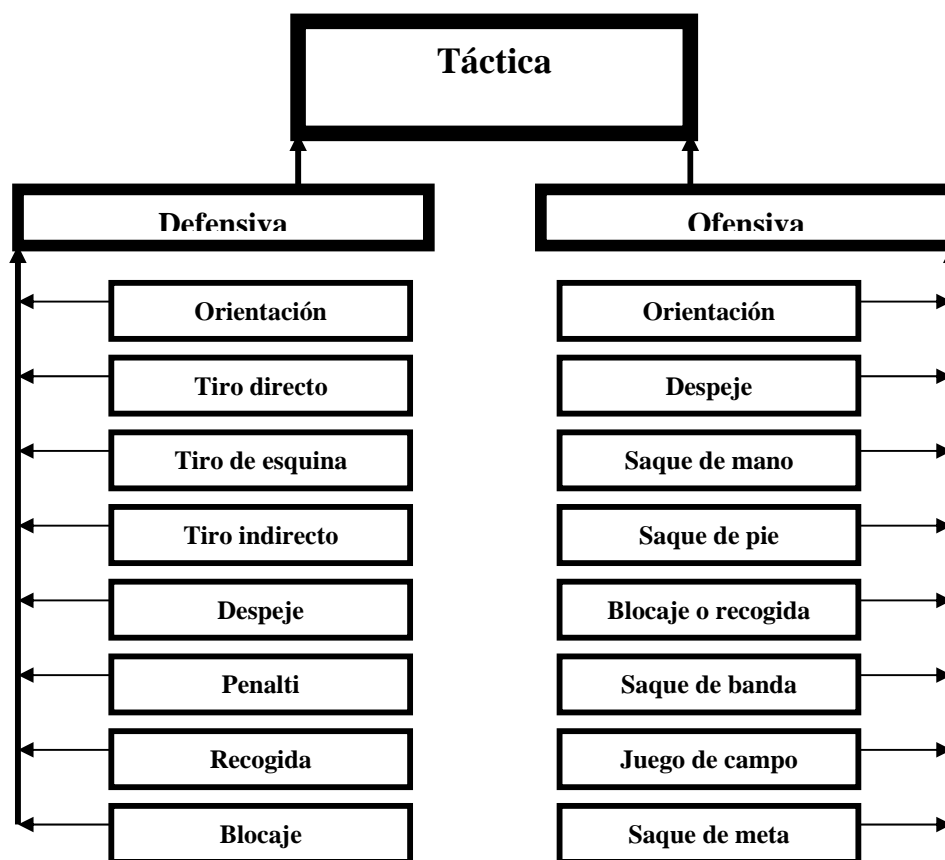 Táctica
Defensiva
Ofensiva
Orientación
Tiro directo
Tiro de esquina
Tiro indirecto
Despeje
Penalti
Recogida
Blocaje
Orientación
Despeje
Saque de mano
Saque de pie
Blocaje o recogida
Saque de banda
Juego de campo
Saque de meta